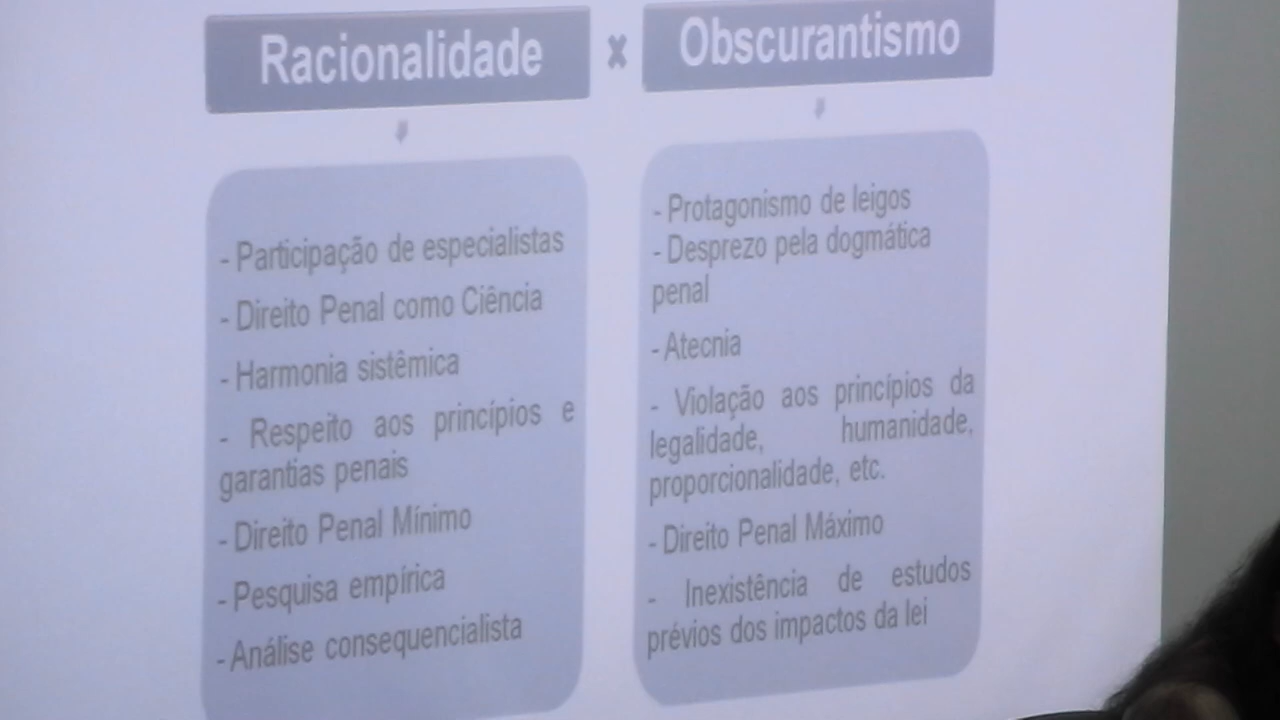 Racionalidade x Obscurantismo
- Participação de especialistas
- Direito Penal como Ciência
- Harmonia sistêmica
- Respeito aos princípios e
garantias penais
- Direito Penal Mínimo
- Pesquisa empírica
- Análise consequencialista
- Protagonismo de leigos
- Desprezo pela dogmática
penal
- Atecnia
- Violação aos princípios da
legalidade, humanidade,
proporcionalidade, etc.
- Direito Penal Máximo
- Inexistência de estudos
prévios dos impactos da lei